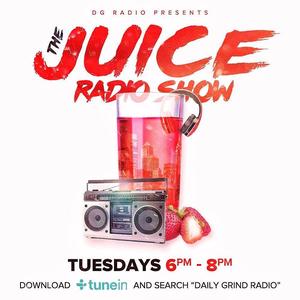 DG RADIO PRESENTS
THE
JUICE
RADIO SHOW
TUESDAYS 6PM - 8PM
DOWNLOAD tunein AND SEARCH "DAILY GRIND RADIO"